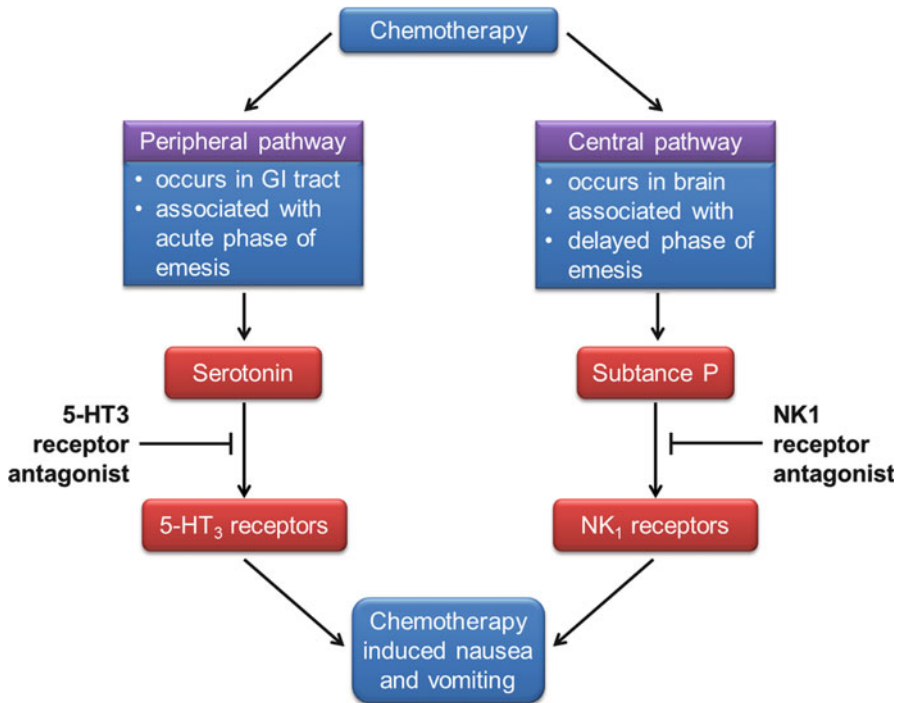 Chemotherapy
Peripheral pathway
• occurs in GI tract
• associated with
acute phase of
emesis
Central pathway
• occurs in brain
• associated with
• delayed phase of
emesis
Serotonin
Subtance P
5-HT3
receptor
antagonist
NK1
receptor
antagonist
5-HT₃ receptors
NK₁ receptors
Chemotherapy
induced nausea
and vomiting